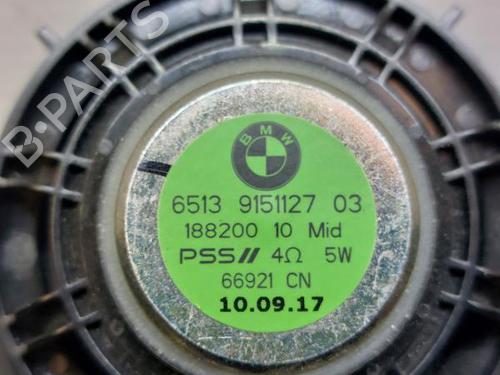 B-PARTS
BMW
6513 9151127 03
188200 10 Mid
PSS// 4Ω 5W
66921 CN
10.09.17